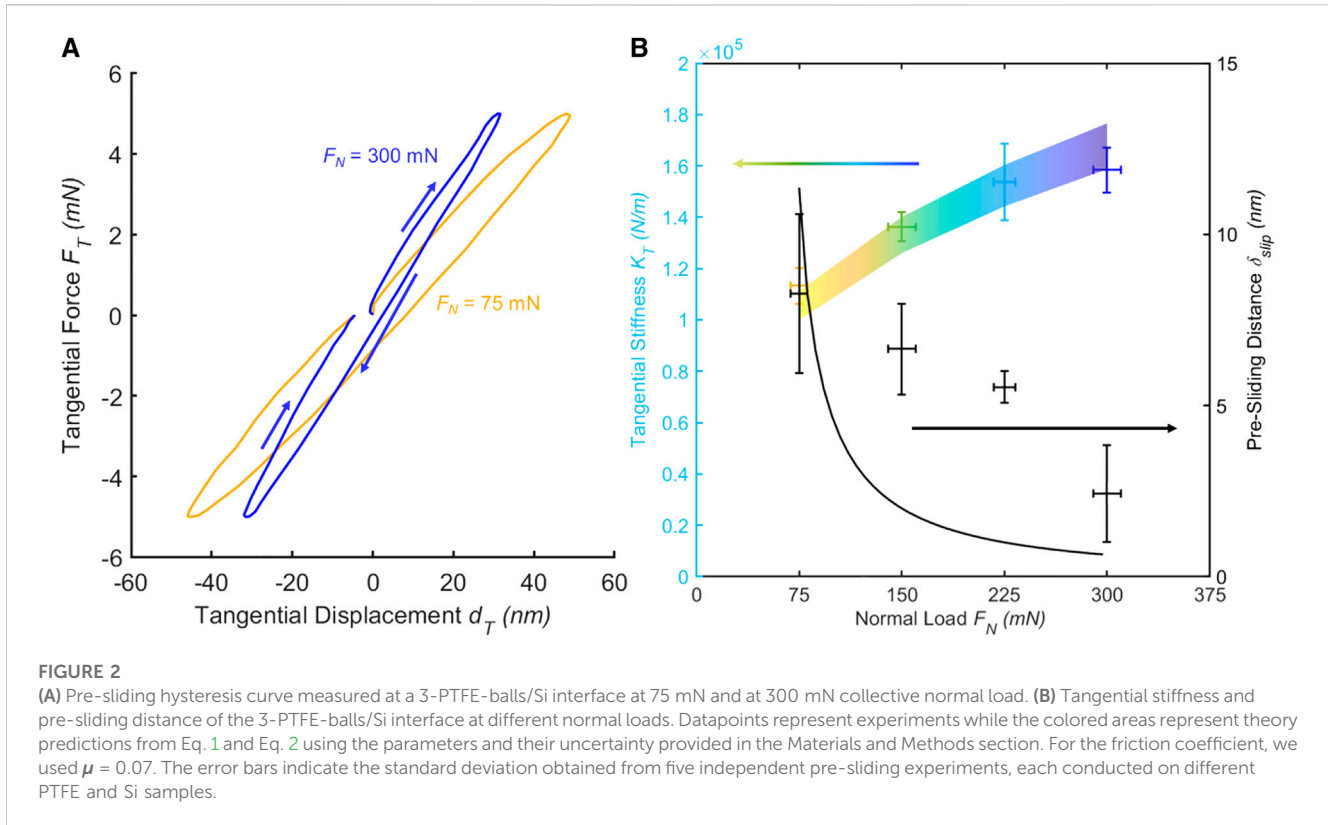 A
6
4
2
0
-2
-4
-6
-60 -40 -20 0 20 40 60
Tangential Force F_T (mN)
Tangential Displacement d_T (nm)
F_N = 300 mN
F_N = 75 mN
B
×10^5
2
1.8
1.6
1.4
1.2
1
0.8
0.6
0.4
0.2
0
Tangential Stiffness K_T (N/m)
15
10
5
0
Pre-Sliding Distance δ_slip (nm)
0 75 150 225 300 375
Normal Load F_N (mN)
FIGURE 2
(A) Pre-sliding hysteresis curve measured at a 3-PTFE-balls/Si interface at 75 mN and at 300 mN collective normal load. (B) Tangential stiffness and
pre-sliding distance of the 3-PTFE-balls/Si interface at different normal loads. Datapoints represent experiments while the colored areas represent theory
predictions from Eq. 1 and Eq. 2 using the parameters and their uncertainty provided in the Materials and Methods section. For the friction coefficient, we
used μ = 0.07. The error bars indicate the standard deviation obtained from five independent pre-sliding experiments, each conducted on different
PTFE and Si samples.